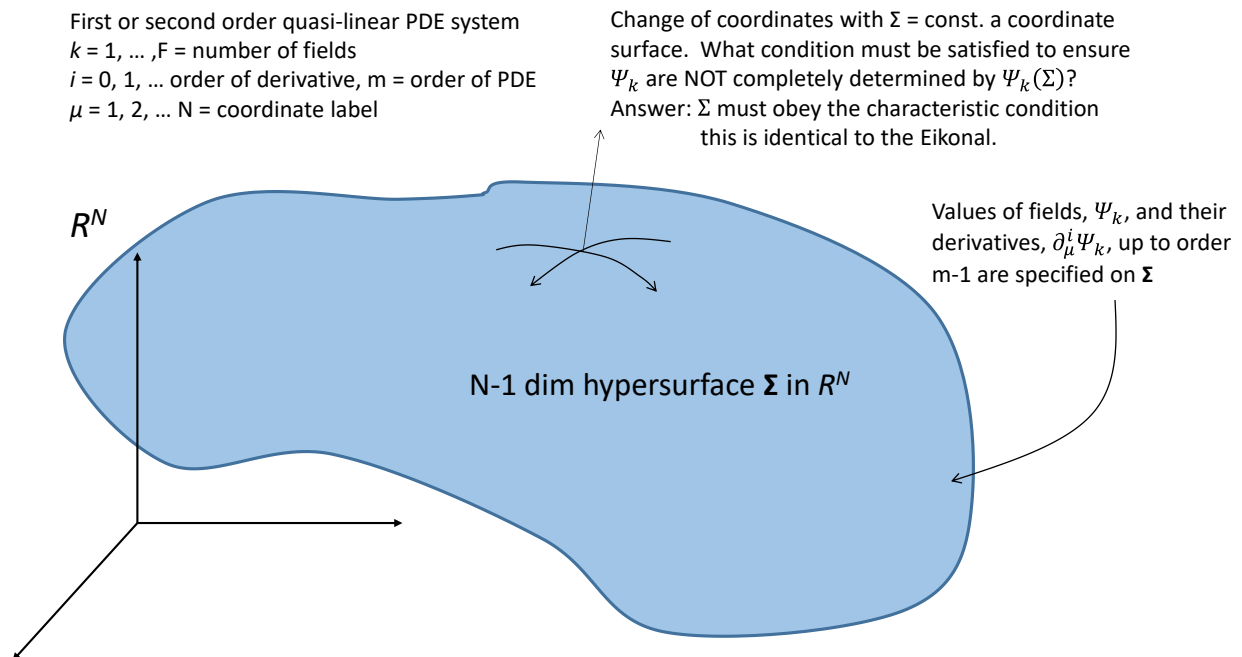 First or second order quasi-linear PDE system
k = 1, … ,F = number of fields
i = 0, 1, … order of derivative, m = order of PDE
μ = 1, 2, … N = coordinate label
Change of coordinates with Σ = const. a coordinate
surface.  What condition must be satisfied to ensure
Ψₖ are NOT completely determined by Ψₖ(Σ)?
Answer: Σ must obey the characteristic condition
this is identical to the Eikonal.
Rᴺ
Values of fields, Ψₖ, and their
derivatives, ∂ᵢ^μ Ψₖ, up to order
m-1 are specified on Σ
N-1 dim hypersurface Σ in Rᴺ